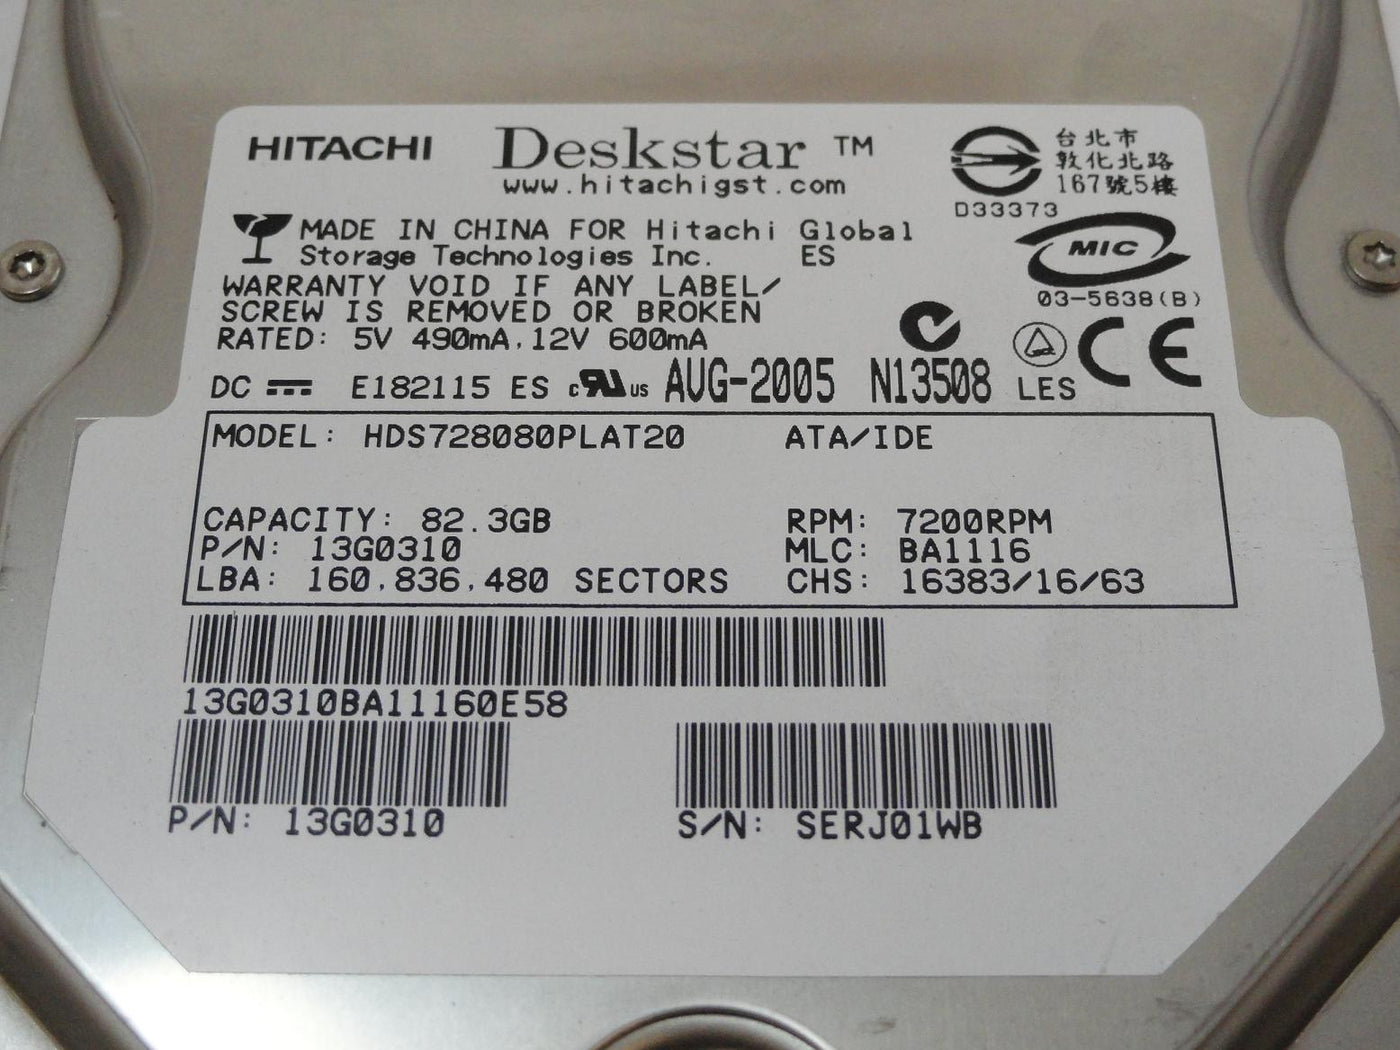 HITACHI Deskstar ™
www.hitachigst.com
台北市
敦化北路
167號5樓
D33373
MADE IN CHINA FOR Hitachi Global
Storage Technologies Inc. ES
MIC
03-5638(B)
WARRANTY VOID IF ANY LABEL/
SCREW IS REMOVED OR BROKEN
RATED: 5V 490mA, 12V 600mA
DC E182115 ES c RU us AUG-2005 N13508 LES CE
MODEL: HDS728080PLAT20 ATA/IDE
CAPACITY: 82.3GB RPM: 7200RPM
P/N: 13G0310 MLC: BA1116
LBA: 160,836,480 SECTORS CHS: 16383/16/63
13G0310BA11160E58
P/N: 13G0310 S/N: SERJ01WB